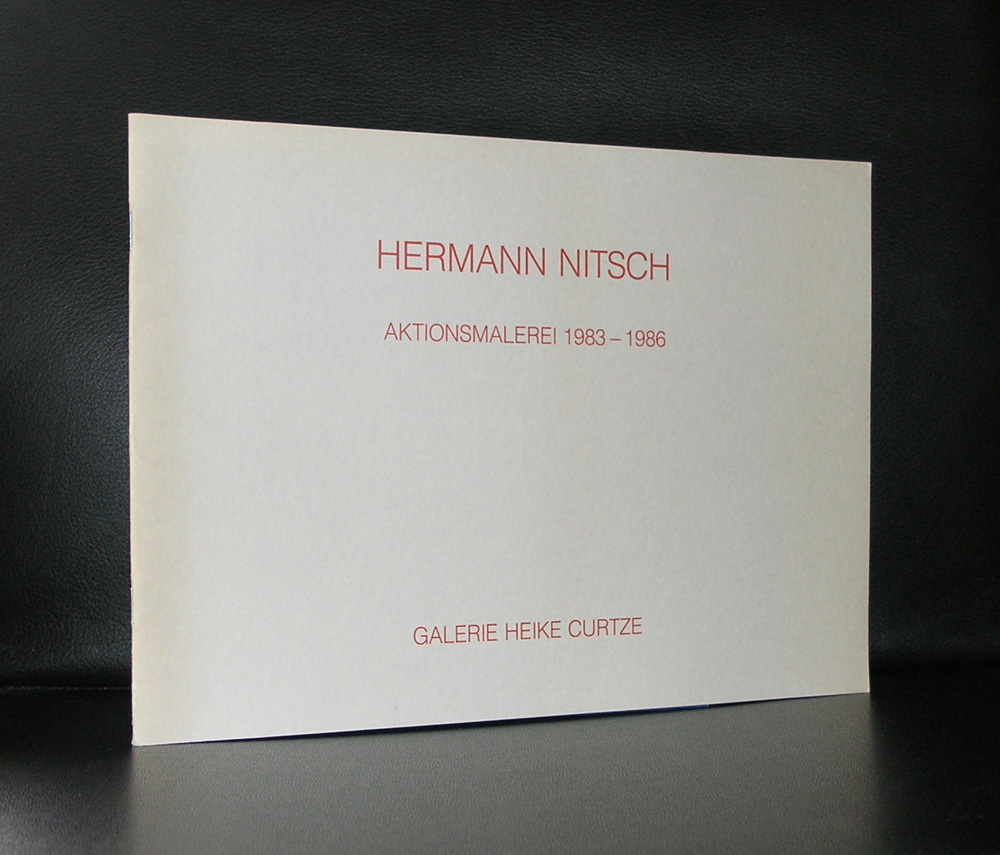 HERMANN NITSCH
AKTIONSMALEREI 1983 – 1986
GALERIE HEIKE CURTZE